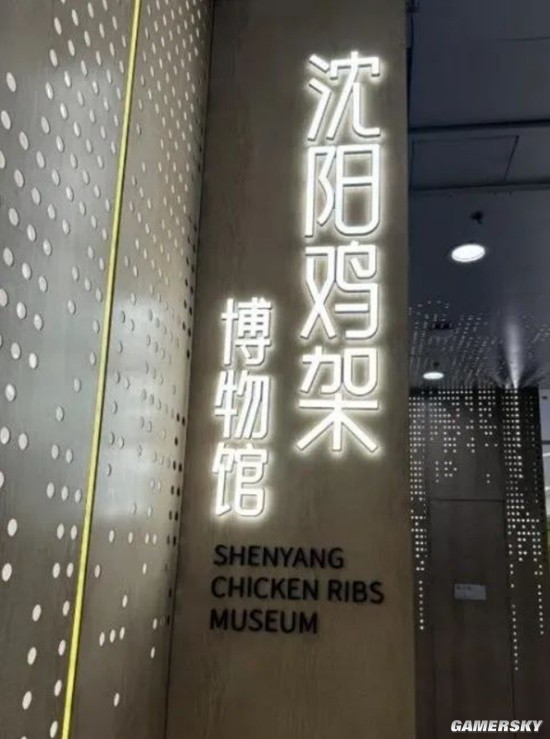 沈阳鸡架
博物馆
SHENYANG
CHICKEN RIBS
MUSEUM
GAMERSKY